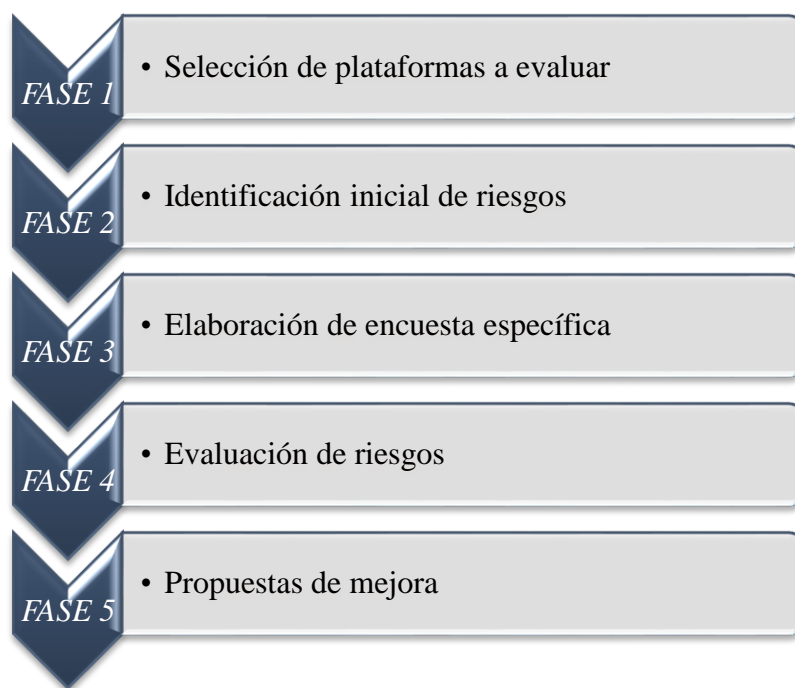 FASE 1
• Selección de plataformas a evaluar
FASE 2
• Identificación inicial de riesgos
FASE 3
• Elaboración de encuesta específica
FASE 4
• Evaluación de riesgos
FASE 5
• Propuestas de mejora